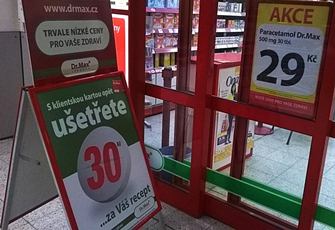 www.drmax.cz
TRVALE NÍZKÉ CENY
PRO VAŠE ZDRAVÍ
Dr.Max
S klientskou kartou opět
ušetřete
30 Kč
...za Váš recept
AKCE
Paracetamol Dr.Max
500 mg 30 tbl.
29 Kč